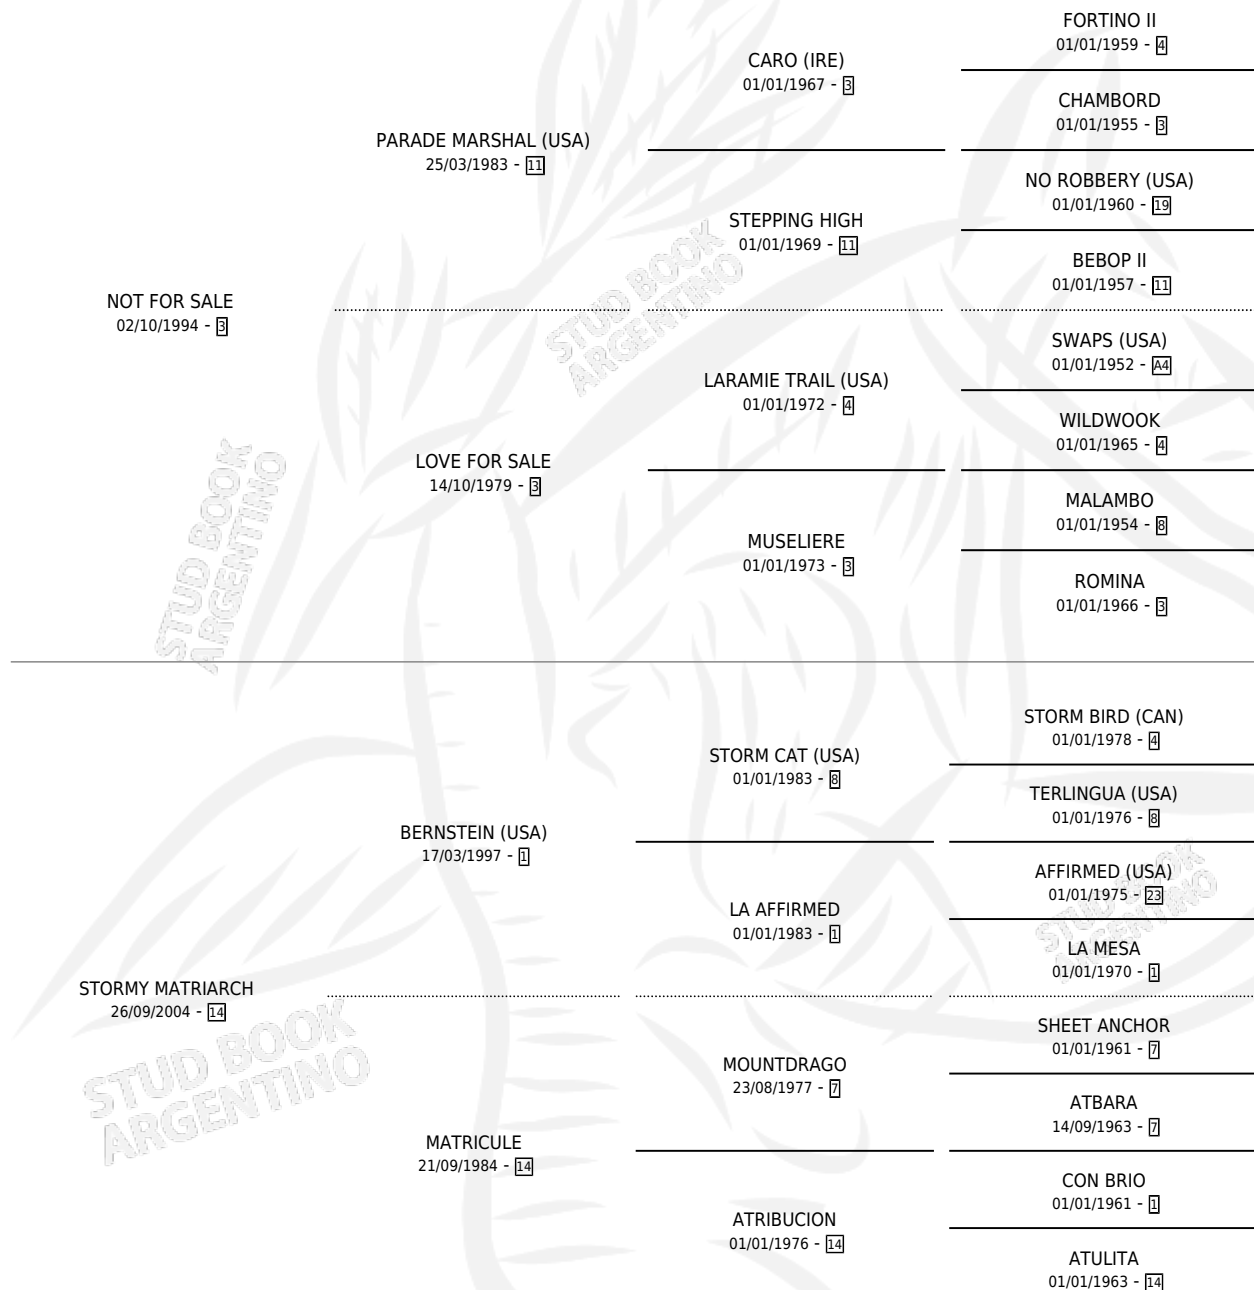 FORTINO II
01/01/1959 - 4
CARO (IRE)
01/01/1967 - 3
CHAMBORD
01/01/1955 - 3
PARADE MARSHAL (USA)
25/03/1983 - 11
NO ROBBERY (USA)
01/01/1960 - 19
STEPPING HIGH
01/01/1969 - 11
BEBOP II
01/01/1957 - 11
NOT FOR SALE
02/10/1994 - 3
SWAPS (USA)
01/01/1952 - A4
LARAMIE TRAIL (USA)
01/01/1972 - 4
WILDWOOK
01/01/1965 - 4
LOVE FOR SALE
14/10/1979 - 3
MALAMBO
01/01/1954 - 8
MUSELIERE
01/01/1973 - 3
ROMINA
01/01/1966 - 3
STORM BIRD (CAN)
01/01/1978 - 4
STORM CAT (USA)
01/01/1983 - 8
TERLINGUA (USA)
01/01/1976 - 8
BERNSTEIN (USA)
17/03/1997 - 1
AFFIRMED (USA)
01/01/1975 - 23
LA AFFIRMED
01/01/1983 - 1
LA MESA
01/01/1970 - 1
STORMY MATRIARCH
26/09/2004 - 14
SHEET ANCHOR
01/01/1961 - 7
MOUNTDRAGO
23/08/1977 - 7
ATBARA
14/09/1963 - 7
MATRICULE
21/09/1984 - 14
CON BRIO
01/01/1961 - 1
ATRIBUCION
01/01/1976 - 14
ATULITA
01/01/1963 - 14
STUD BOOK
ARGENTINO
STUD BOOK
ARGENTINO
STUD BOOK
ARGENTINO
STUD BOOK
ARGENTINO